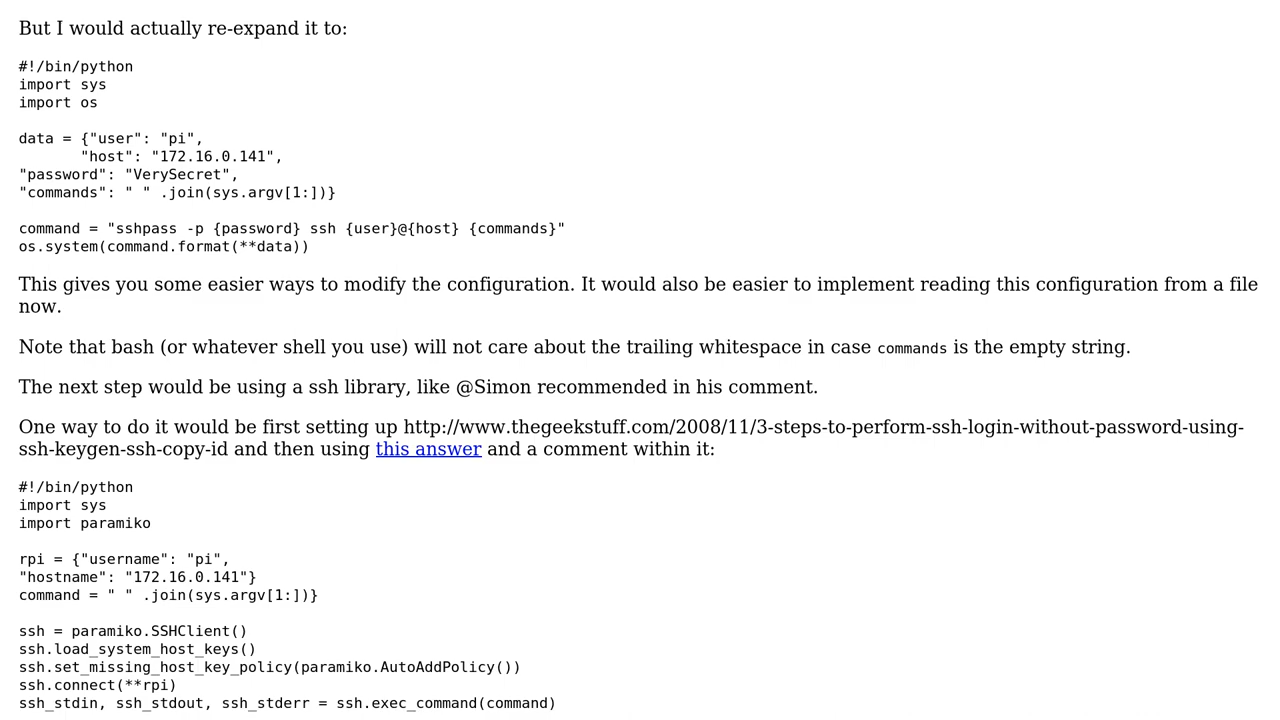 But I would actually re-expand it to:
#!/bin/python
import sys
import os
data = {"user": "pi",
"host": "172.16.0.141",
"password": "VerySecret",
"commands": " " .join(sys.argv[1:])}
command = "sshpass -p {password} ssh {user}@{host} {commands}"
os.system(command.format(**data))
This gives you some easier ways to modify the configuration. It would also be easier to implement reading this configuration from a file
now.
Note that bash (or whatever shell you use) will not care about the trailing whitespace in case commands is the empty string.
The next step would be using a ssh library, like @Simon recommended in his comment.
One way to do it would be first setting up http://www.thegeekstuff.com/2008/11/3-steps-to-perform-ssh-login-without-password-using-
ssh-keygen-ssh-copy-id and then using this answer and a comment within it:
#!/bin/python
import sys
import paramiko
rpi = {"username": "pi",
"hostname": "172.16.0.141"}
command = " " .join(sys.argv[1:])}
ssh = paramiko.SSHClient()
ssh.load_system_host_keys()
ssh.set_missing_host_key_policy(paramiko.AutoAddPolicy())
ssh.connect(**rpi)
ssh_stdin, ssh_stdout, ssh_stderr = ssh.exec_command(command)